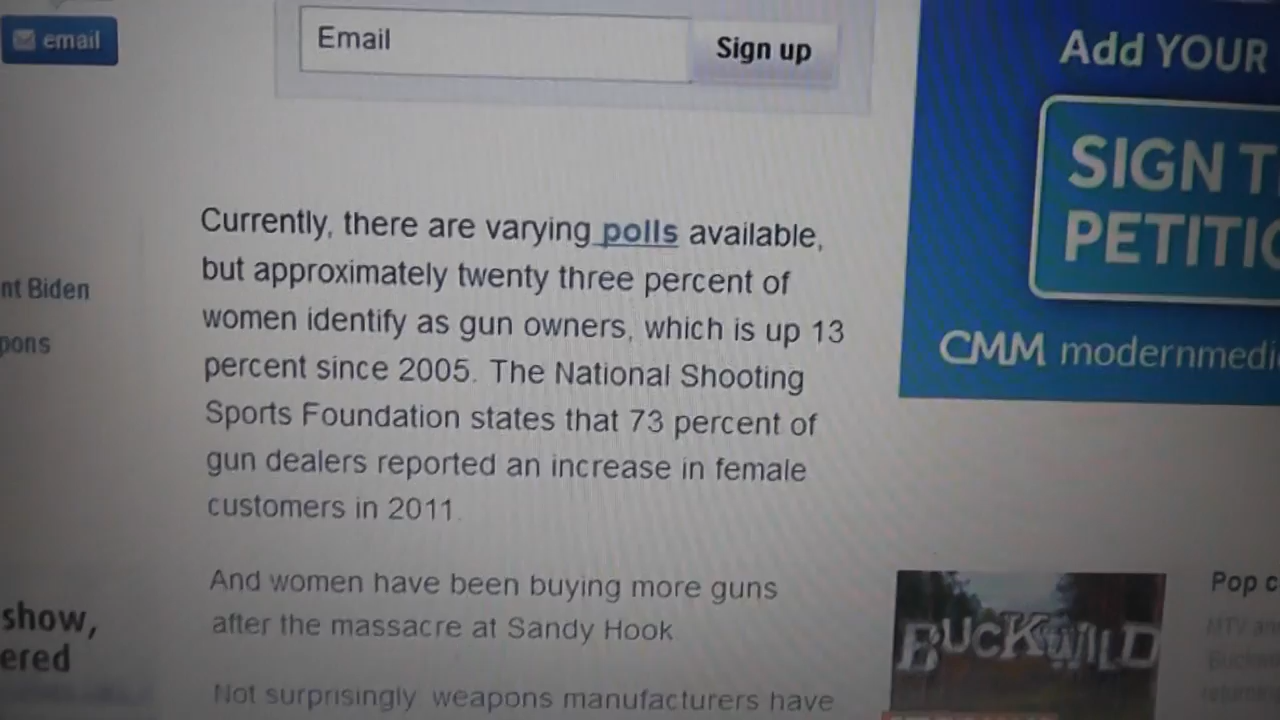 email
Email
Sign up
Add YOUR
SIGN T
PETITIO
CMM modernmedi
Currently, there are varying polls available,
but approximately twenty three percent of
women identify as gun owners, which is up 13
percent since 2005. The National Shooting
Sports Foundation states that 73 percent of
gun dealers reported an increase in female
customers in 2011.
And women have been buying more guns
after the massacre at Sandy Hook
Not surprisingly weapons manufacturers have
nt Biden
pons
show,
ered
BUCKWILD
Pop c
MTV and